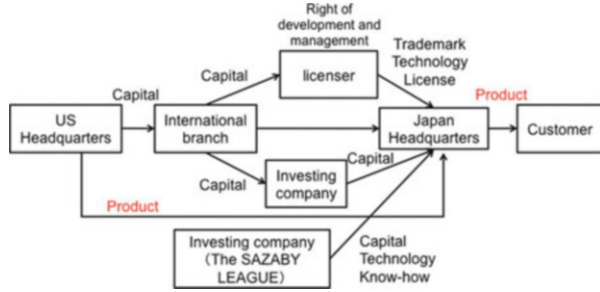 Right of
development and
management
Trademark
Technology
License
Capital
licenser
Capital
Product
US
Headquarters
International
branch
Japan
Headquarters
Customer
Capital
Capital
Investing
company
Product
Investing company
(The SAZABY
LEAGUE)
Capital
Technology
Know-how